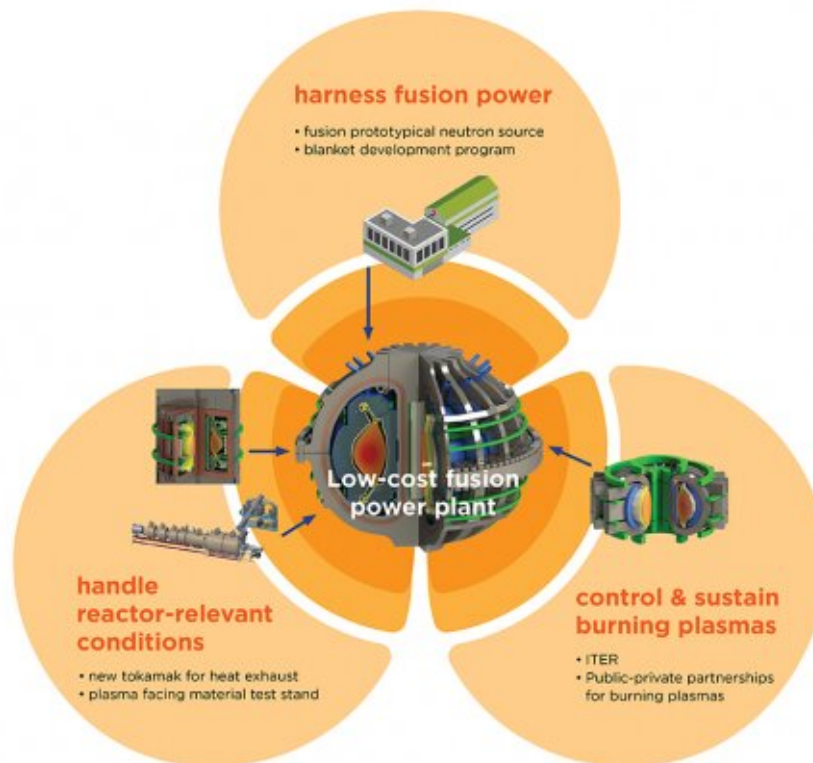 harness fusion power
• fusion prototypical neutron source
• blanket development program
Low-cost fusion
power plant
handle
reactor-relevant
conditions
• new tokamak for heat exhaust
• plasma facing material test stand
control & sustain
burning plasmas
• ITER
• Public-private partnerships
for burning plasmas